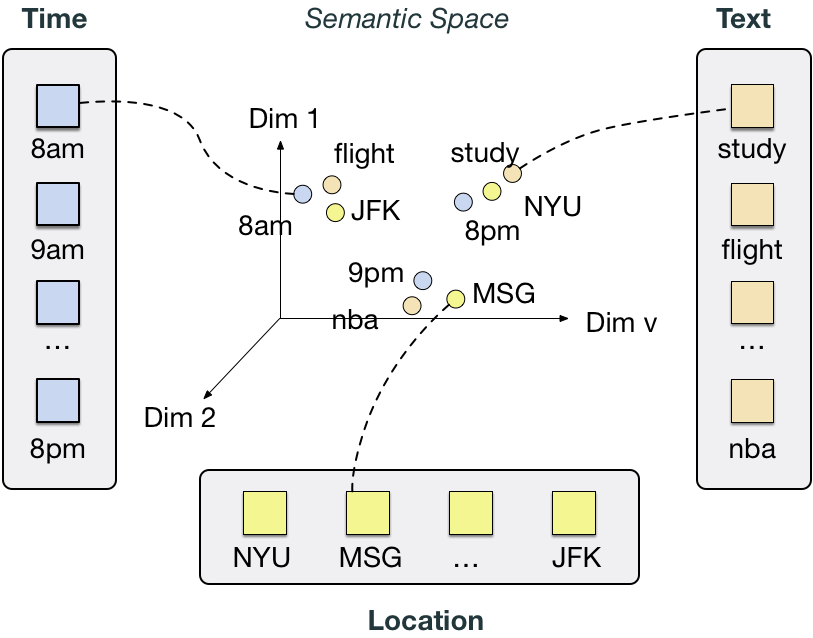 Time
Semantic Space
Text
8am
9am
...
8pm
Dim 1
flight
JFK
8am
study
NYU
8pm
9pm
MSG
nba
Dim v
Dim 2
study
flight
...
nba
NYU
MSG
...
JFK
Location